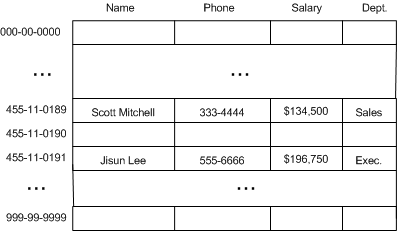 Name Phone Salary Dept.
000-00-0000
... ...
455-11-0189 Scott Mitchell 333-4444 $134,500 Sales
455-11-0190
455-11-0191 Jisun Lee 555-6666 $196,750 Exec.
... ...
999-99-9999